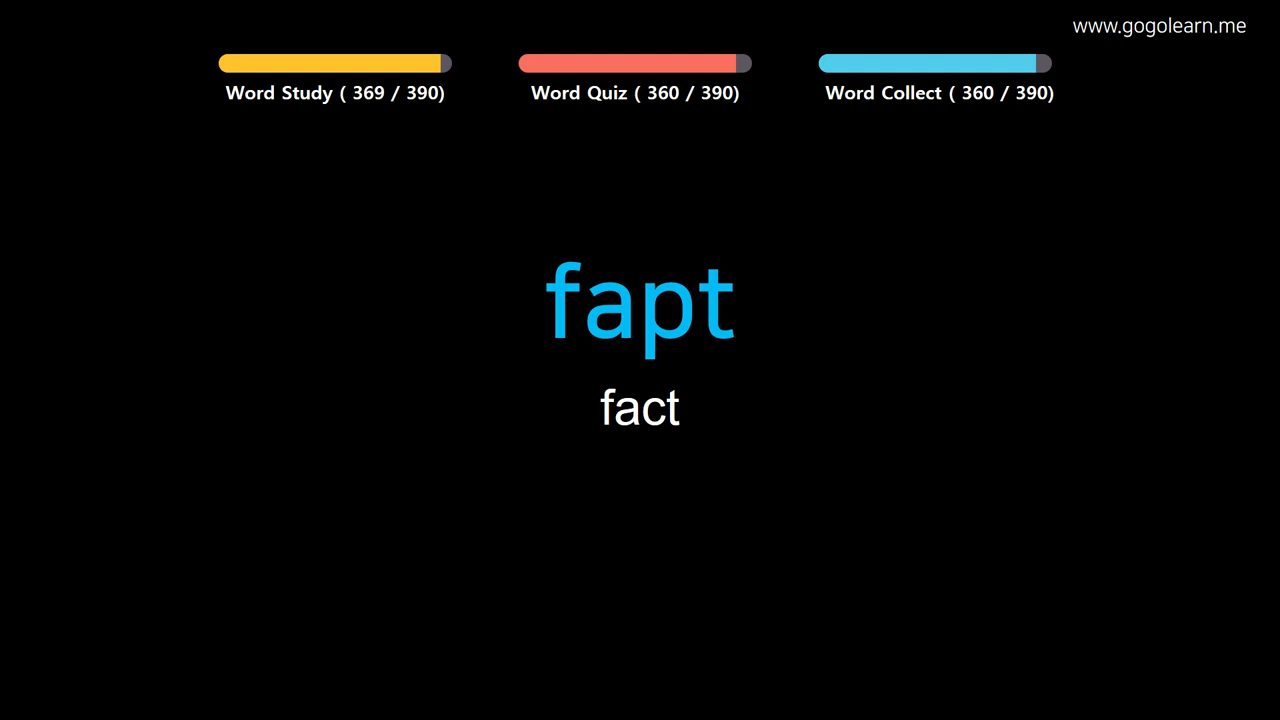 www.gogolearn.me
Word Study ( 369 / 390)
Word Quiz ( 360 / 390)
Word Collect ( 360 / 390)
fapt
fact